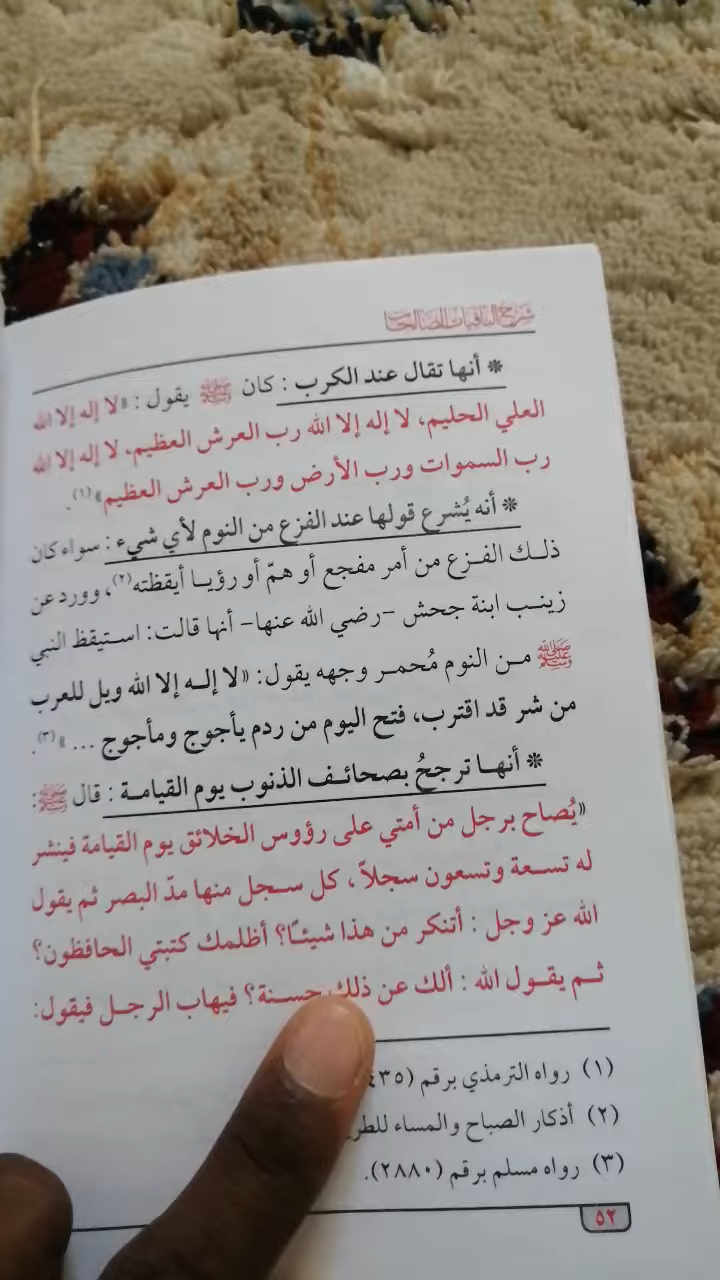 شرح الباقيات الصالحات
* أنها تقال عند الكرب : كان ﷺ يقول : «لا إله إلا الله
العلي الحليم، لا إله إلا الله رب العرش العظيم، لا إله إلا الله
رب السموات ورب الأرض ورب العرش العظيم»(١).
* أنه يُشرع قولها عند الفزع من النوم لأي شيء : سواء كان
ذلك الفزع من أمر مفجع أو همّ أو رؤيا أيقظته(٢)، وورد عن
زينب ابنة جحش -رضي الله عنها- أنها قالت: استيقظ النبي
ﷺ من النوم مُحمر وجهه يقول: «لا إله إلا الله ويل للعرب
من شر قد اقترب، فتح اليوم من ردم يأجوج ومأجوج ... »(٣).
* أنها ترجحُ بصحائف الذنوب يوم القيامة : قال ﷺ:
«يُصاح برجل من أمتي على رؤوس الخلائق يوم القيامة فينشر
له تسعة وتسعون سجلاً، كل سجل منها مدّ البصر ثم يقول
الله عز وجل : أتنكر من هذا شيئًا؟ أظلمك كتبتي الحافظون؟
ثم يقول الله : ألك عن ذلك حسنة؟ فيهاب الرجل فيقول:
(١) رواه الترمذي برقم
(٢) أذكار الصباح والمساء
(٣) رواه مسلم برقم (٢٨٨٠).
٥٢